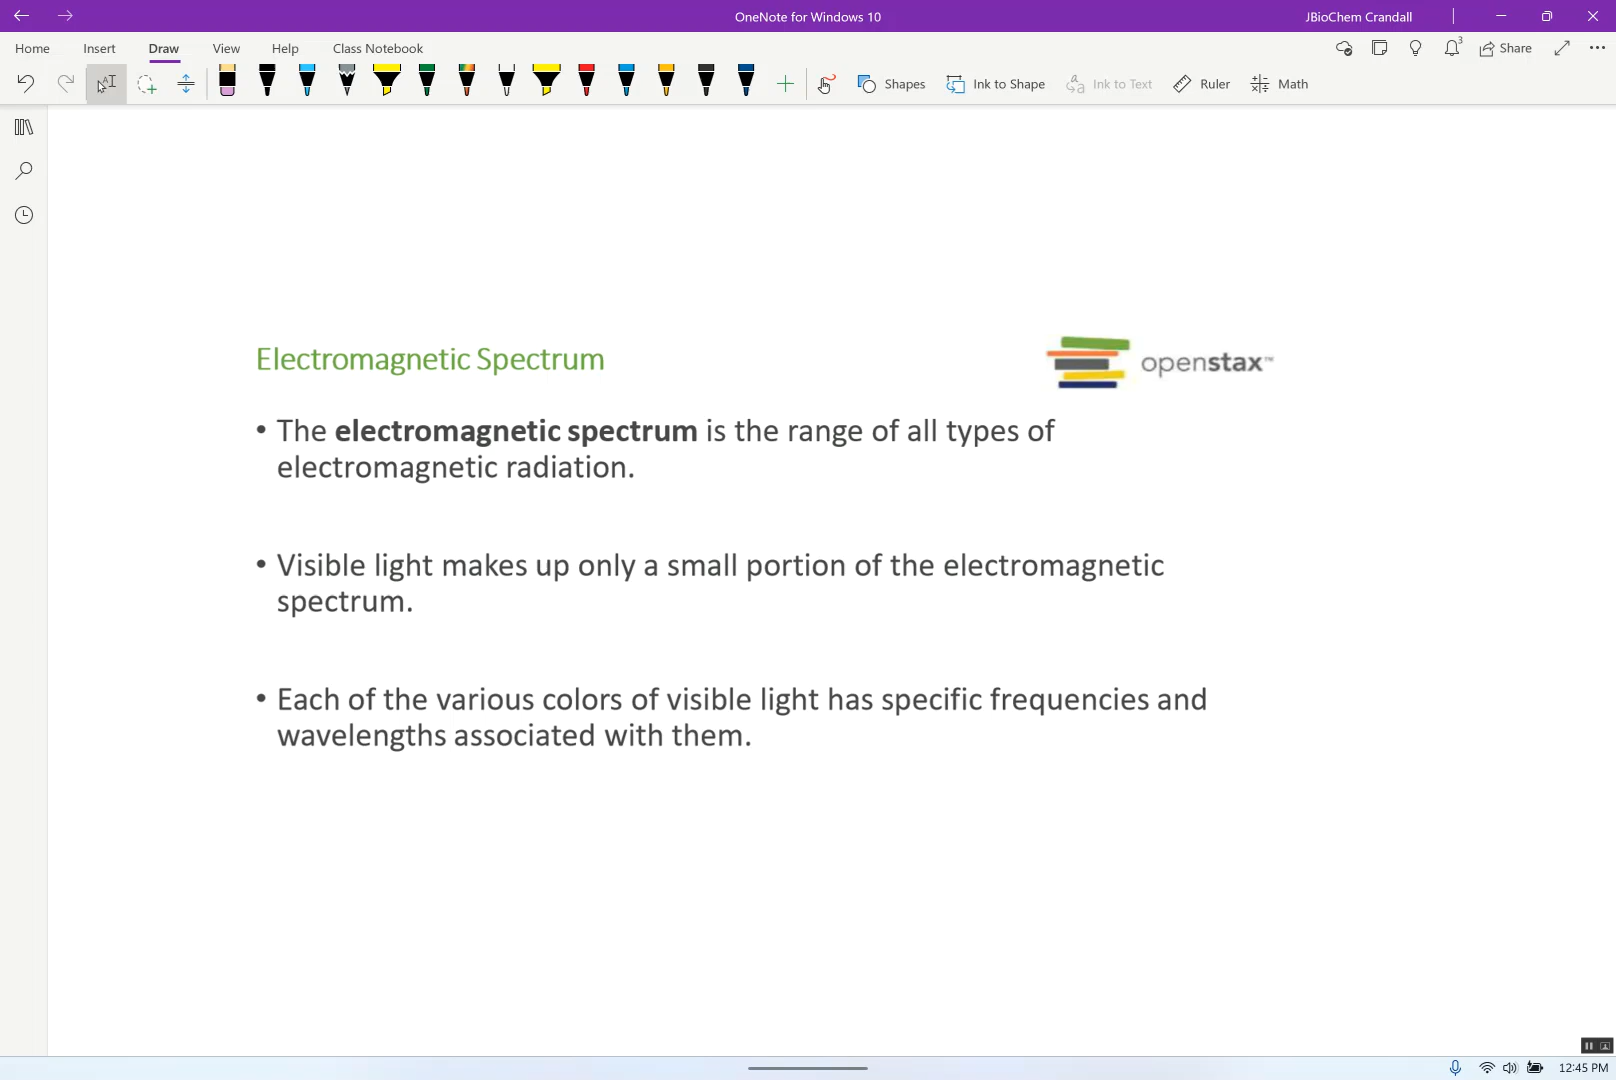 OneNote for Windows 10
JBioChem Crandall
Home Insert Draw View Help Class Notebook
3
Share
Shapes Ink to Shape Ink to Text Ruler Math
Electromagnetic Spectrum
openstax™
• The electromagnetic spectrum is the range of all types of
electromagnetic radiation.
• Visible light makes up only a small portion of the electromagnetic
spectrum.
• Each of the various colors of visible light has specific frequencies and
wavelengths associated with them.
12:45 PM